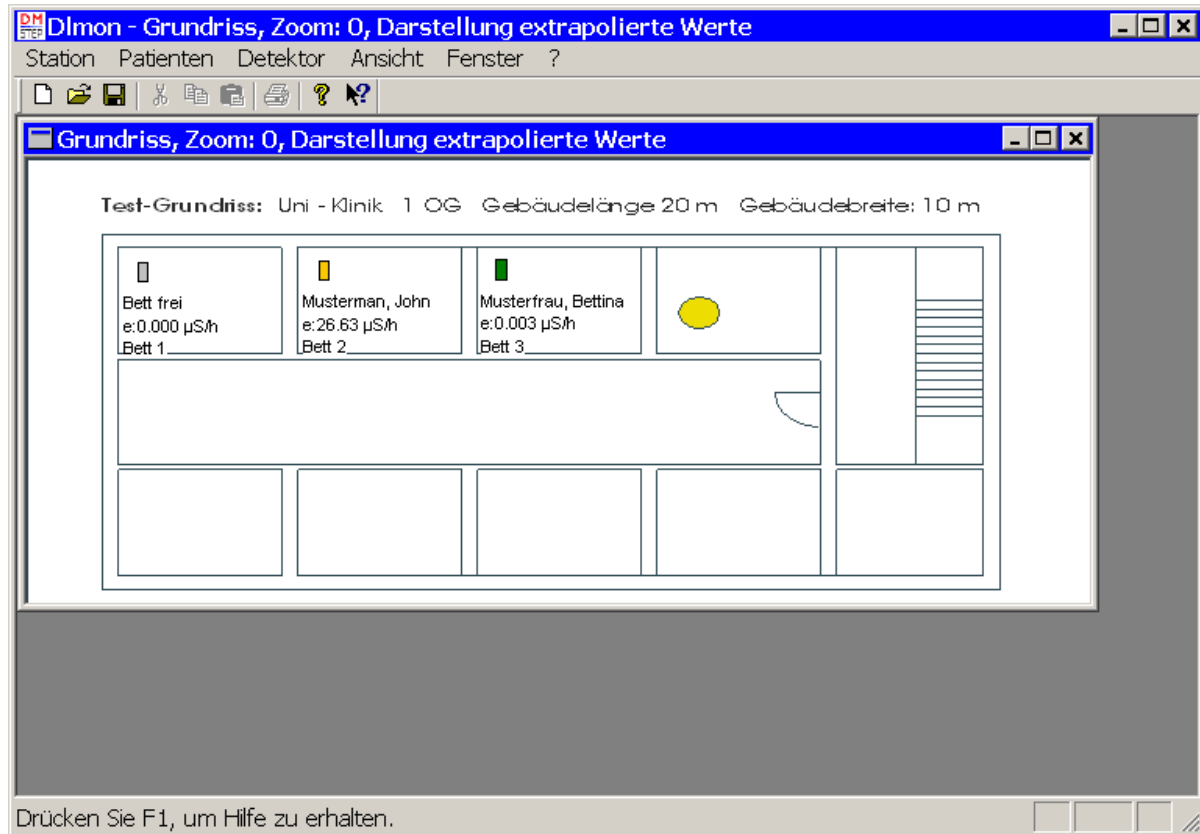 DM
STEP
DImon - Grundriss, Zoom: 0, Darstellung extrapolierte Werte
Station Patienten Detektor Ansicht Fenster ?
Grundriss, Zoom: 0, Darstellung extrapolierte Werte
Test-Grundriss: Uni - Klinik 1 OG Gebäudelänge 20 m Gebäudebreite: 10 m
Bett frei
e:0.000 µS/h
Bett 1
Musterman, John
e:26.63 µS/h
Bett 2
Musterfrau, Bettina
e:0.003 µS/h
Bett 3
Drücken Sie F1, um Hilfe zu erhalten.